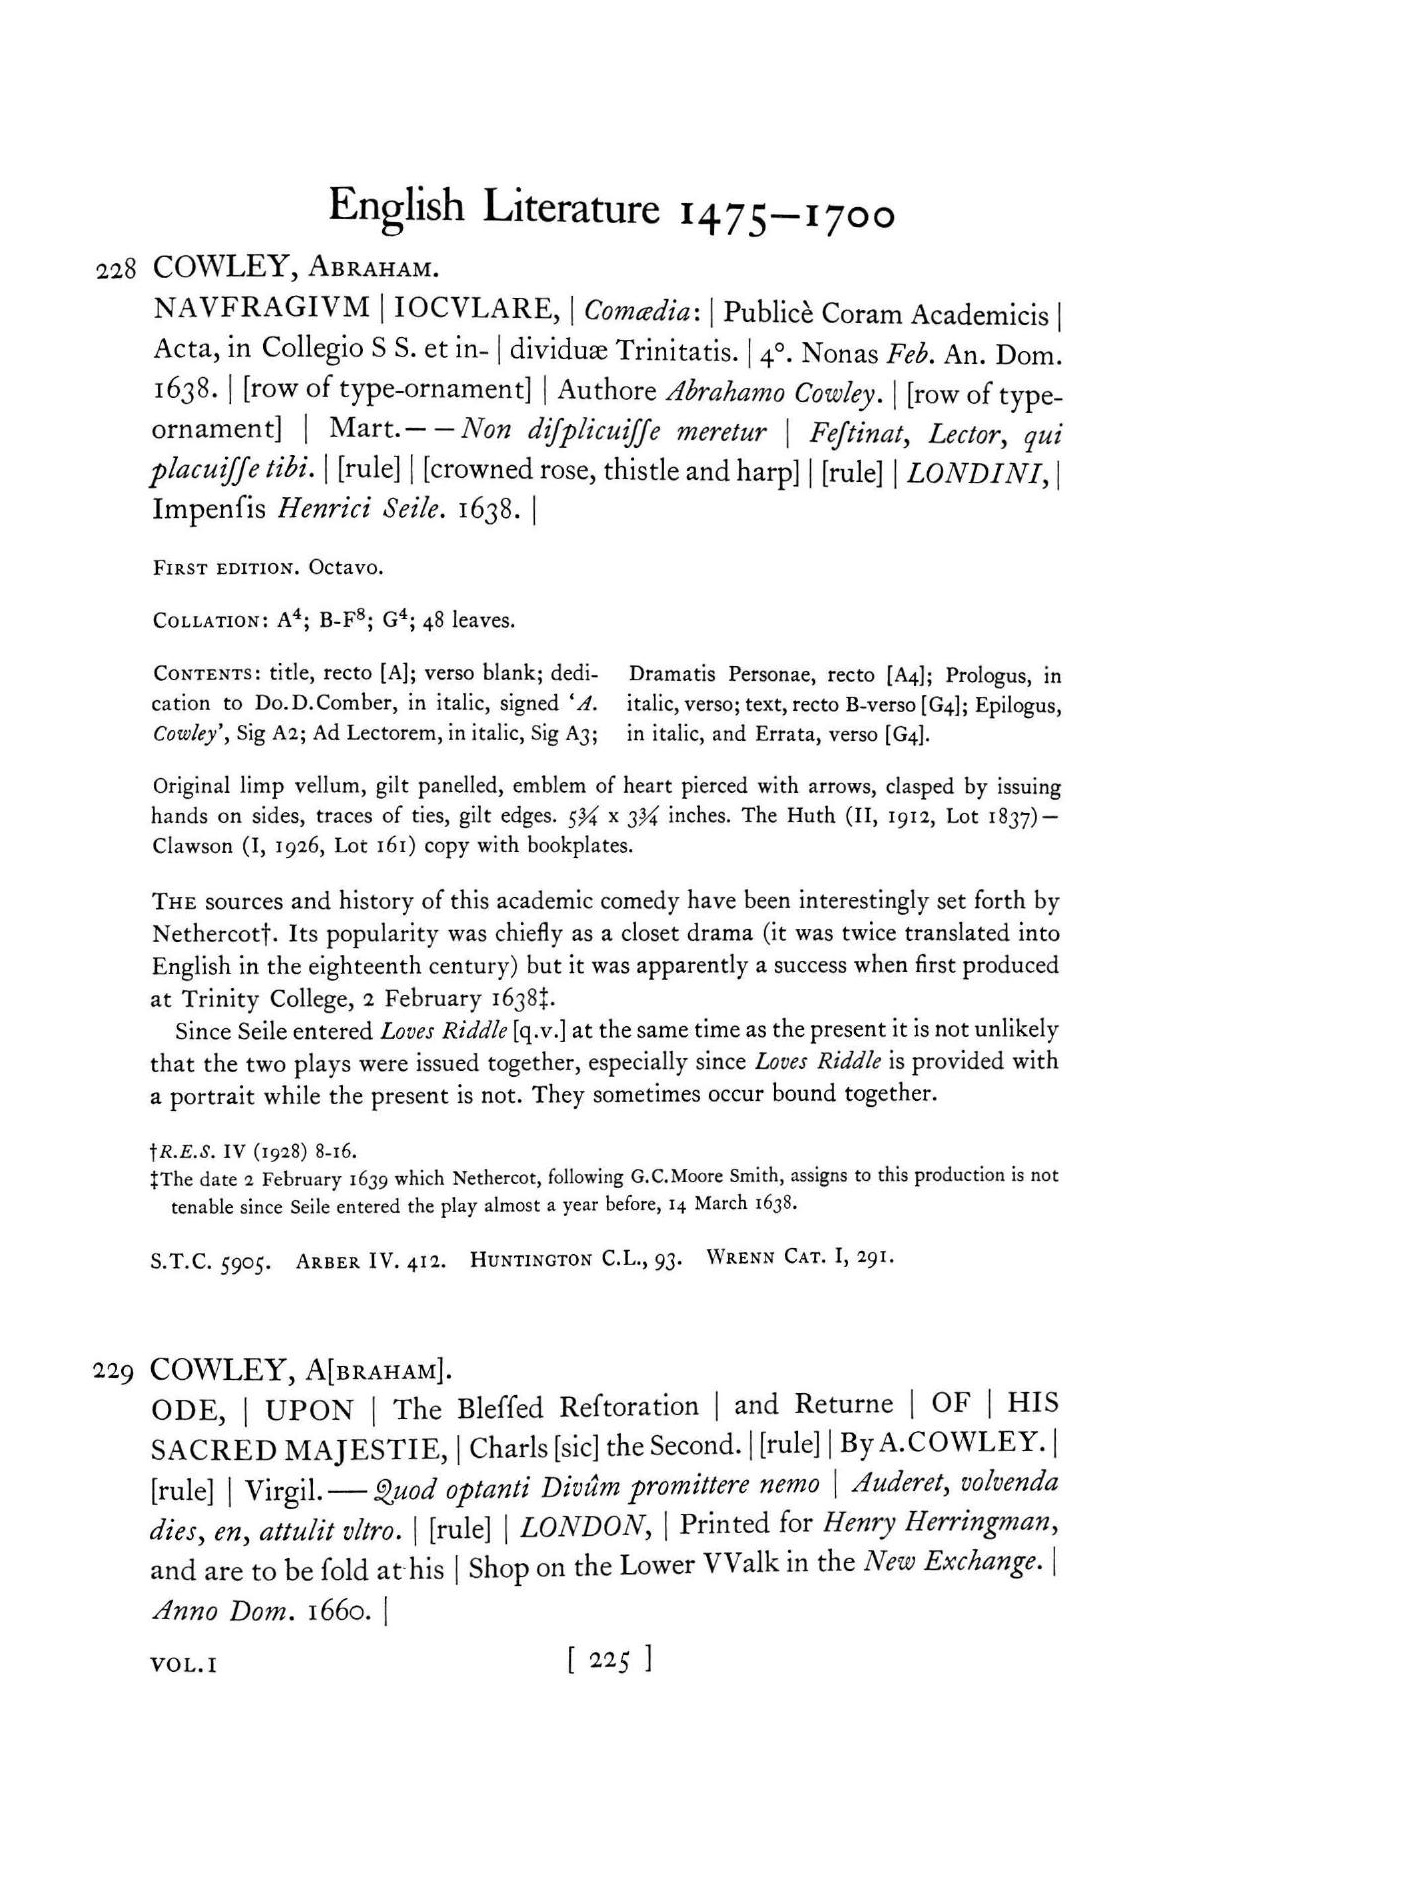 English Literature 1475–1700
228 COWLEY, ABRAHAM.
NAVFRAGIVM | IOCVLARE, | Comœdia: | Publicè Coram Academicis |
Acta, in Collegio S S. et in- | dividuæ Trinitatis. | 4°. Nonas Feb. An. Dom.
1638. | [row of type-ornament] | Authore Abrahamo Cowley. | [row of type-
ornament] | Mart.— —Non diſplicuiſſe meretur | Feſtinat, Lector, qui
placuiſſe tibi. | [rule] | [crowned rose, thistle and harp] | [rule] | LONDINI, |
Impenſis Henrici Seile. 1638. |
FIRST EDITION. Octavo.
COLLATION: A⁴; B-F⁸; G⁴; 48 leaves.
CONTENTS: title, recto [A]; verso blank; dedi-
cation to Do.D.Comber, in italic, signed ‘A.
Cowley’, Sig A2; Ad Lectorem, in italic, Sig A3;
Dramatis Personae, recto [A4]; Prologus, in
italic, verso; text, recto B-verso [G4]; Epilogus,
in italic, and Errata, verso [G4].
Original limp vellum, gilt panelled, emblem of heart pierced with arrows, clasped by issuing
hands on sides, traces of ties, gilt edges. 5¾ x 3¾ inches. The Huth (II, 1912, Lot 1837)—
Clawson (I, 1926, Lot 161) copy with bookplates.
THE sources and history of this academic comedy have been interestingly set forth by
Nethercot†. Its popularity was chiefly as a closet drama (it was twice translated into
English in the eighteenth century) but it was apparently a success when first produced
at Trinity College, 2 February 1638‡.
Since Seile entered Loves Riddle [q.v.] at the same time as the present it is not unlikely
that the two plays were issued together, especially since Loves Riddle is provided with
a portrait while the present is not. They sometimes occur bound together.
†R.E.S. IV (1928) 8-16.
‡The date 2 February 1639 which Nethercot, following G.C.Moore Smith, assigns to this production is not
tenable since Seile entered the play almost a year before, 14 March 1638.
S.T.C. 5905. ARBER IV. 412. HUNTINGTON C.L., 93. WRENN CAT. I, 291.
229 COWLEY, A[BRAHAM].
ODE, | UPON | The Bleſſed Reſtoration | and Returne | OF | HIS
SACRED MAJESTIE, | Charls [sic] the Second. | [rule] | By A.COWLEY. |
[rule] | Virgil.—— Quod optanti Divûm promittere nemo | Auderet, volvenda
dies, en, attulit vltro. | [rule] | LONDON, | Printed for Henry Herringman,
and are to be ſold at his | Shop on the Lower VValk in the New Exchange. |
Anno Dom. 1660. |
VOL.I [ 225 ]